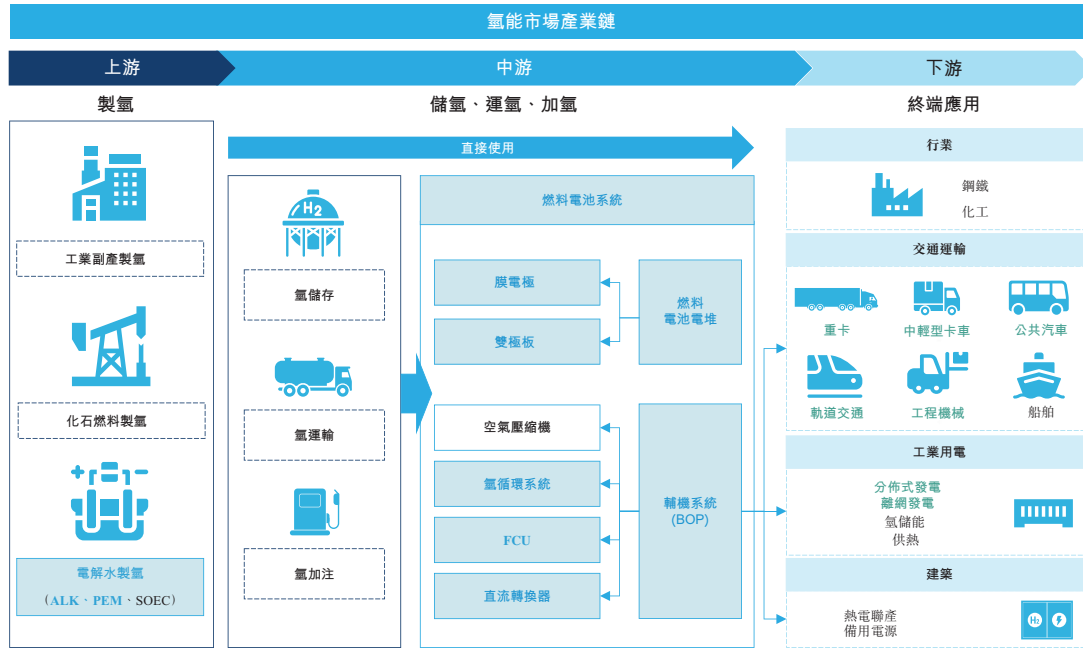 氫能市場產業鏈
上游
中游
下游
製氫
儲氫、運氫、加氫
終端應用
工業副產製氫
化石燃料製氫
電解水製氫
(ALK、PEM、SOEC)
直接使用
H2
氫儲存
氫運輸
氫加注
燃料電池系統
膜電極
雙極板
燃料
電池電堆
空氣壓縮機
氫循環系統
FCU
直流轉換器
輔機系統
(BOP)
行業
鋼鐵
化工
交通運輸
重卡
中輕型卡車
公共汽車
軌道交通
工程機械
船舶
工業用電
分佈式發電
離網發電
氫儲能
供熱
建築
熱電聯產
備用電源
H2